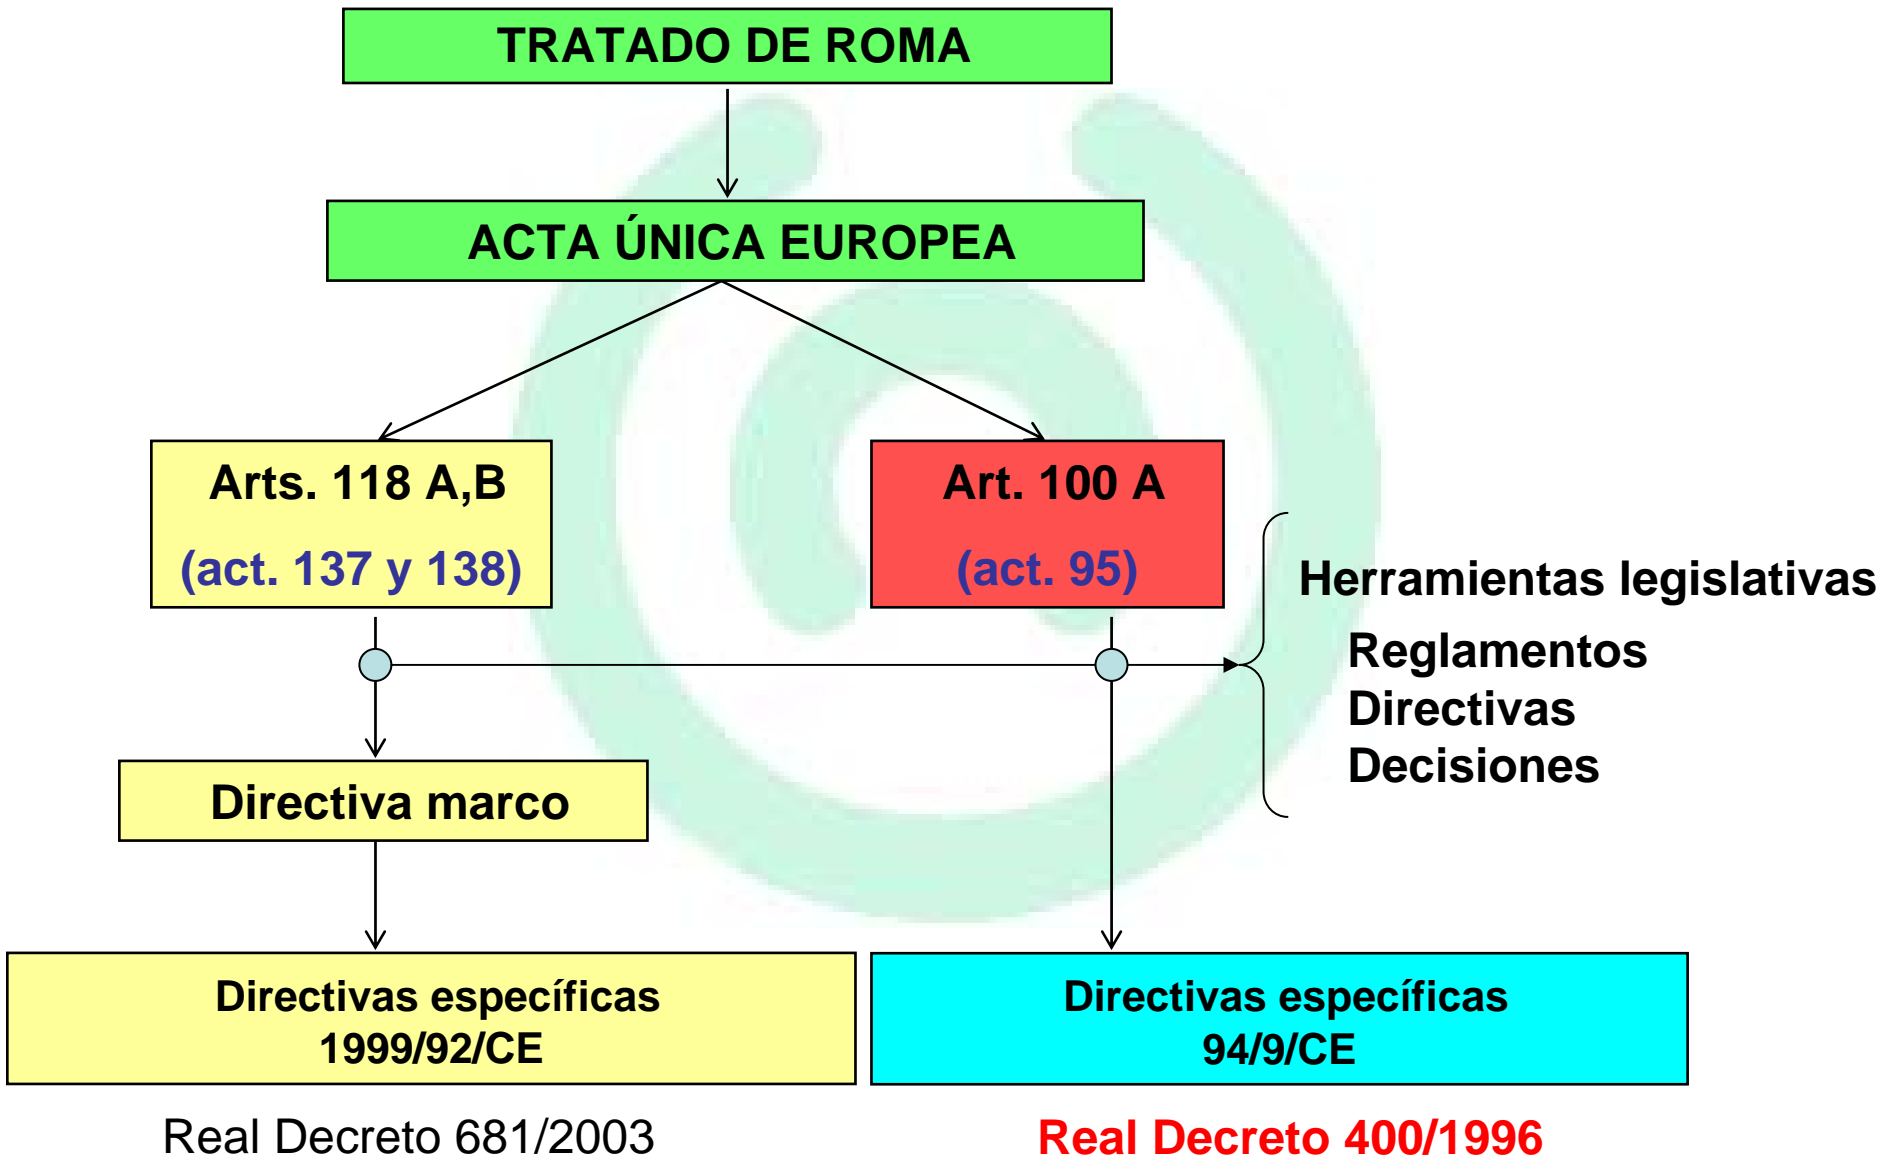 TRATADO DE ROMA
ACTA ÚNICA EUROPEA
Arts. 118 A,B
(act. 137 y 138)
Art. 100 A
(act. 95)
Herramientas legislativas
Reglamentos
Directivas
Decisiones
Directiva marco
Directivas específicas
1999/92/CE
Directivas específicas
94/9/CE
Real Decreto 681/2003
Real Decreto 400/1996